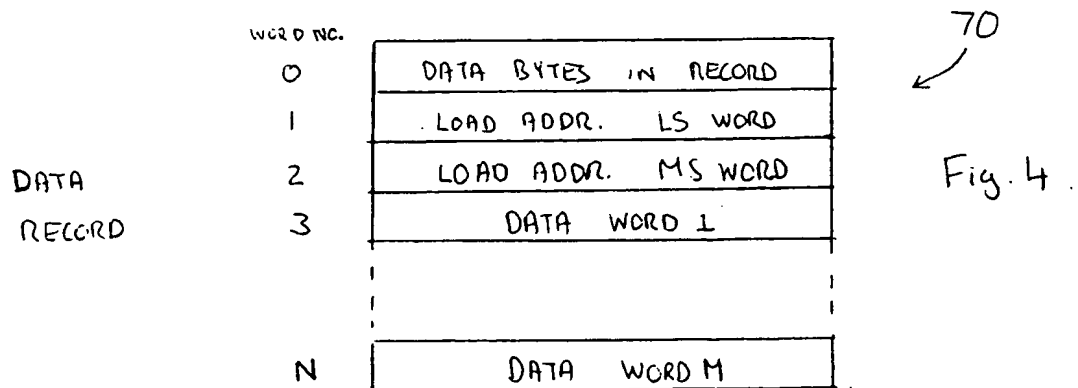 WORD NO.
70
0 DATA BYTES IN RECORD
1 LOAD ADDR. LS WORD
DATA 2 LOAD ADDR. MS WORD
Fig. 4.
RECORD 3 DATA WORD 1
N DATA WORD M